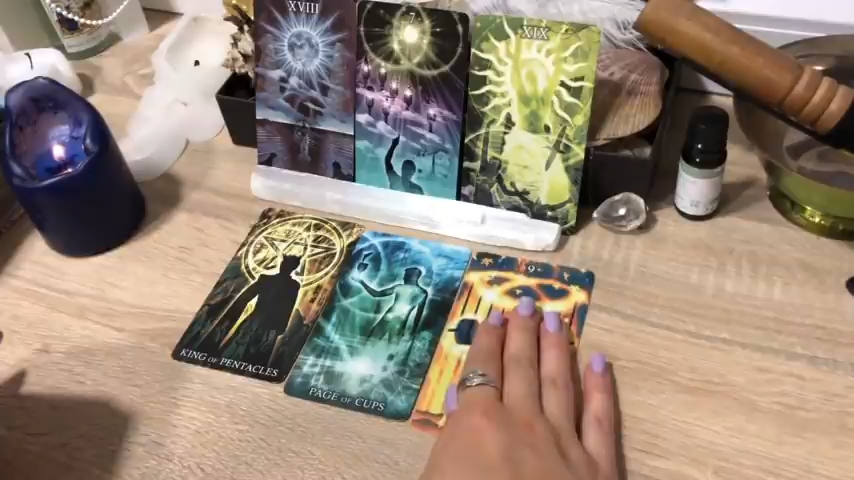 XVIII
7
XIX
KING OF PENTACLES
PAGE OF CUPS
9